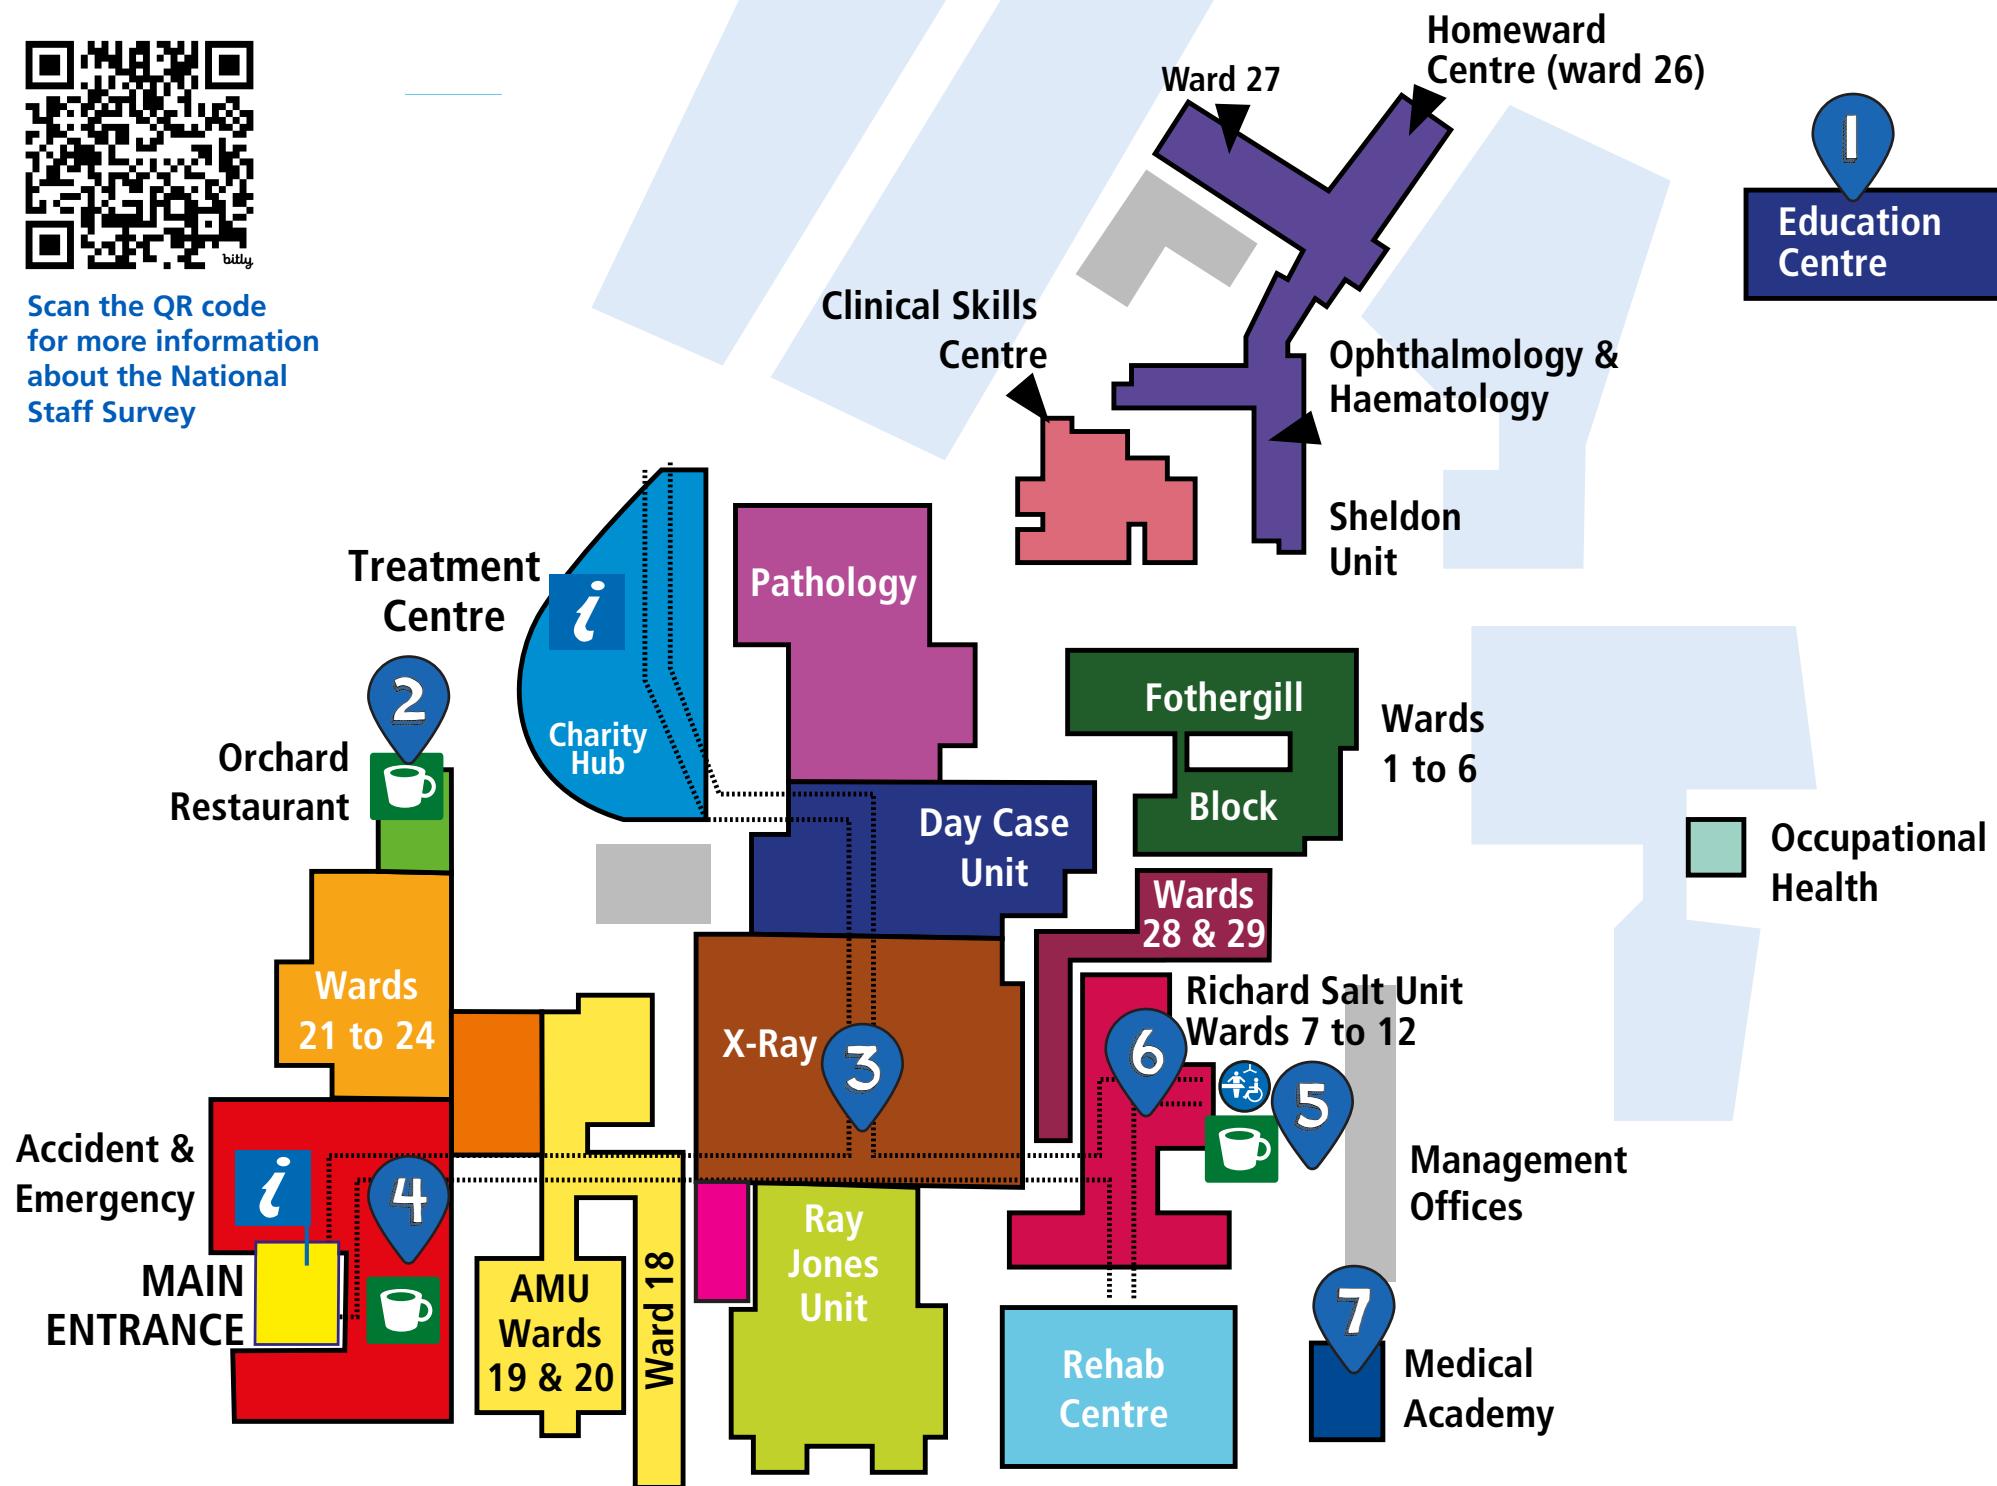 Homeward
Centre (ward 26)
Ward 27
1
Education
Centre
bitly
Scan the QR code
for more information
about the National
Staff Survey
Clinical Skills
Centre
Ophthalmology &
Haematology
Sheldon
Unit
Treatment
Centre
i
Pathology
Charity
Hub
2
Orchard
Restaurant
Fothergill
Block
Wards
1 to 6
Day Case
Unit
Occupational
Health
Wards
28 & 29
Wards
21 to 24
X-Ray
3
Richard Salt Unit
Wards 7 to 12
6
5
Accident &
Emergency
i
4
Management
Offices
MAIN
ENTRANCE
AMU
Wards
19 & 20
Ward 18
Ray
Jones
Unit
Rehab
Centre
7
Medical
Academy